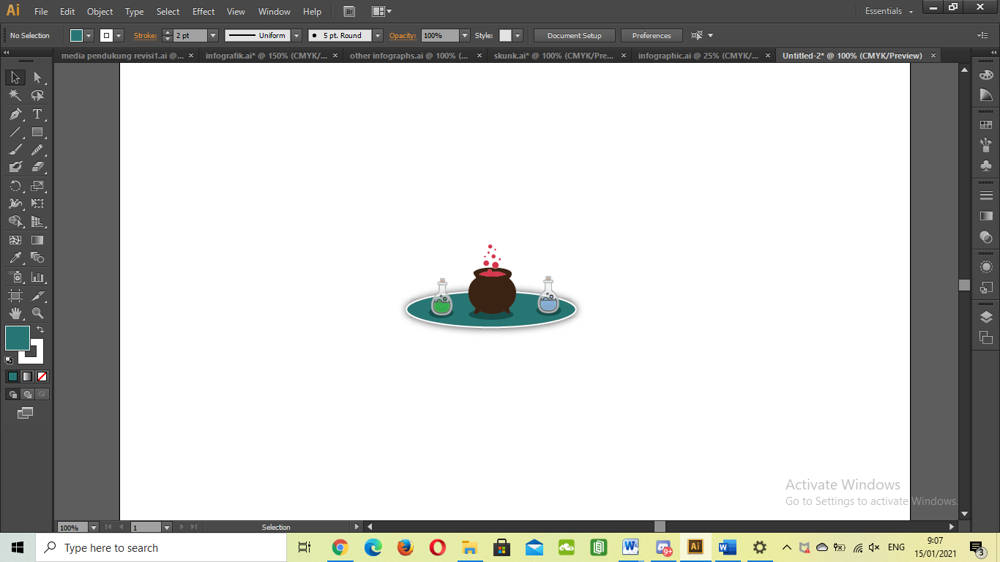 Ai File Edit Object Type Select Effect View Window Help Br Essentials
No Selection Stroke: 2 pt Uniform 5 pt. Round Opacity: 100% Style: Document Setup Preferences
media pendukung revisi1.ai @... infografik.ai* @ 150% (CMYK/... other infographs.ai @ 100% (... skunk.ai* @ 100% (CMYK/Pre... infographic.ai @ 25% (CMYK/... Untitled-2* @ 100% (CMYK/Preview)
T
Activate Windows
Go to Settings to activate Windows.
100% 1 Selection
Type here to search
W 9+ Ai W ENG
9:07
15/01/2021
3